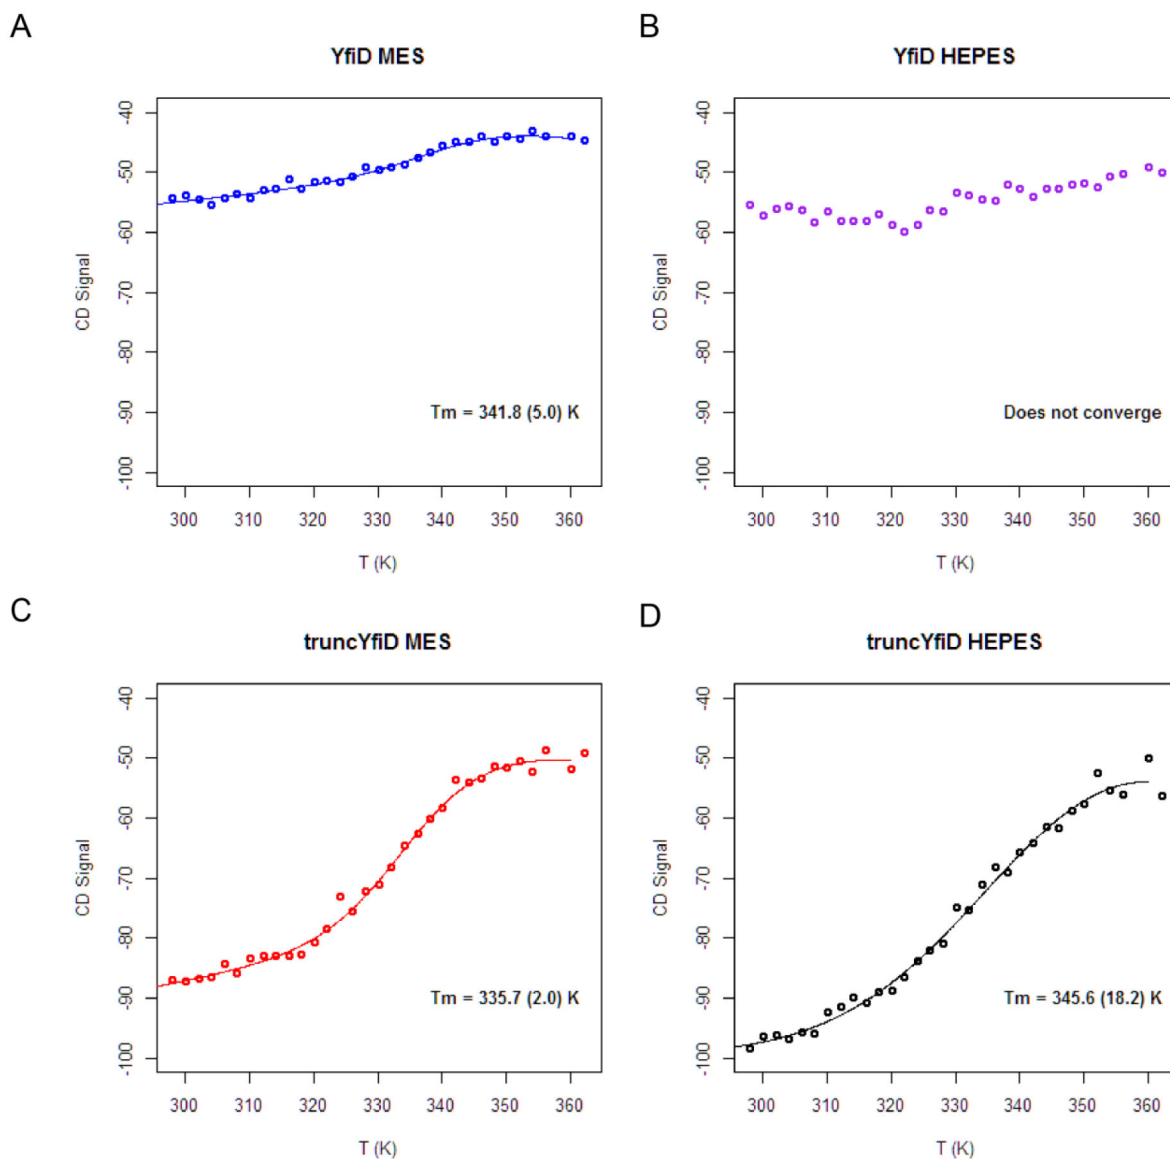 A
YfiD MES
-40
-50
-60
-70
-80
-90
-100
CD Signal
Tm = 341.8 (5.0) K
300 310 320 330 340 350 360
T (K)
B
YfiD HEPES
-40
-50
-60
-70
-80
-90
-100
CD Signal
Does not converge
300 310 320 330 340 350 360
T (K)
C
truncYfiD MES
-40
-50
-60
-70
-80
-90
-100
CD Signal
Tm = 335.7 (2.0) K
300 310 320 330 340 350 360
T (K)
D
truncYfiD HEPES
-40
-50
-60
-70
-80
-90
-100
CD Signal
Tm = 345.6 (18.2) K
300 310 320 330 340 350 360
T (K)